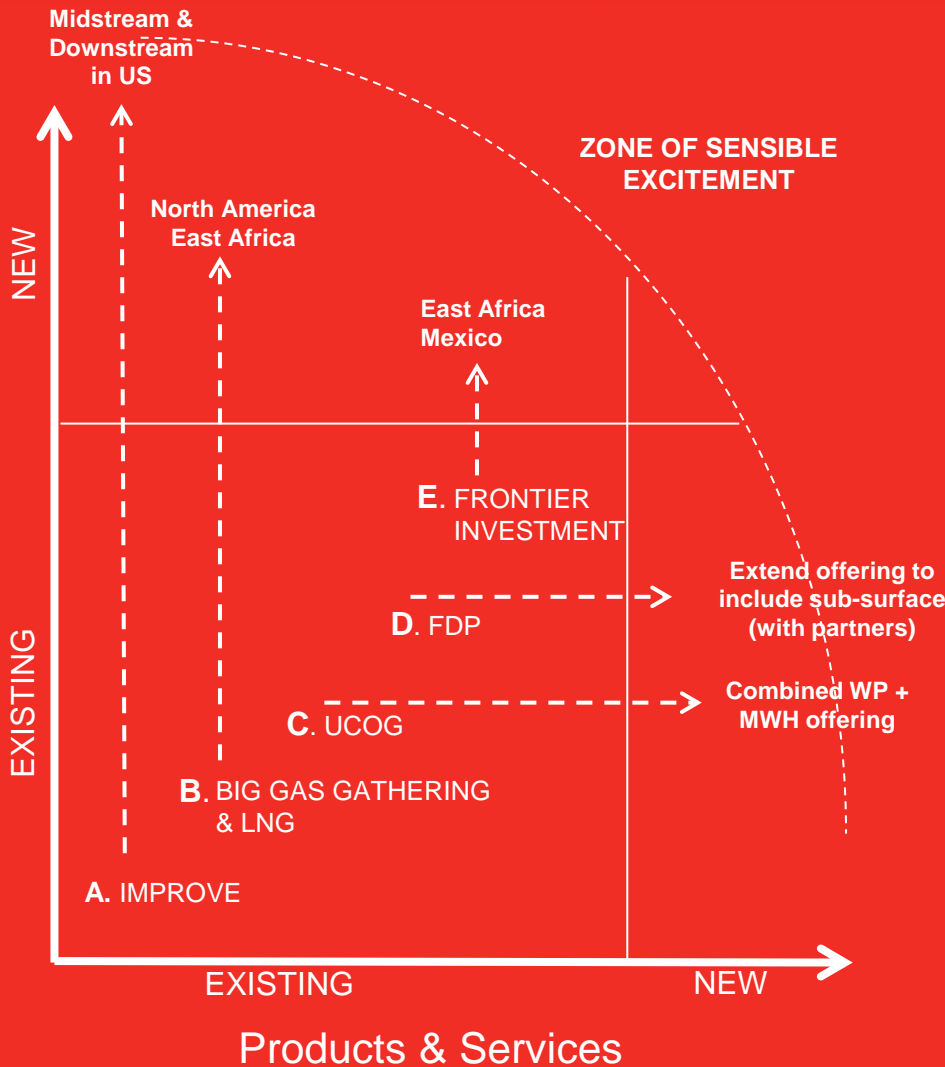 Midstream &
Downstream
in US
ZONE OF SENSIBLE
EXCITEMENT
North America
East Africa
NEW
East Africa
Mexico
E. FRONTIER
INVESTMENT
Extend offering to
include sub-surface
(with partners)
D. FDP
EXISTING
Combined WP +
MWH offering
C. UCOG
B. BIG GAS GATHERING
& LNG
A. IMPROVE
EXISTING
NEW
Products & Services